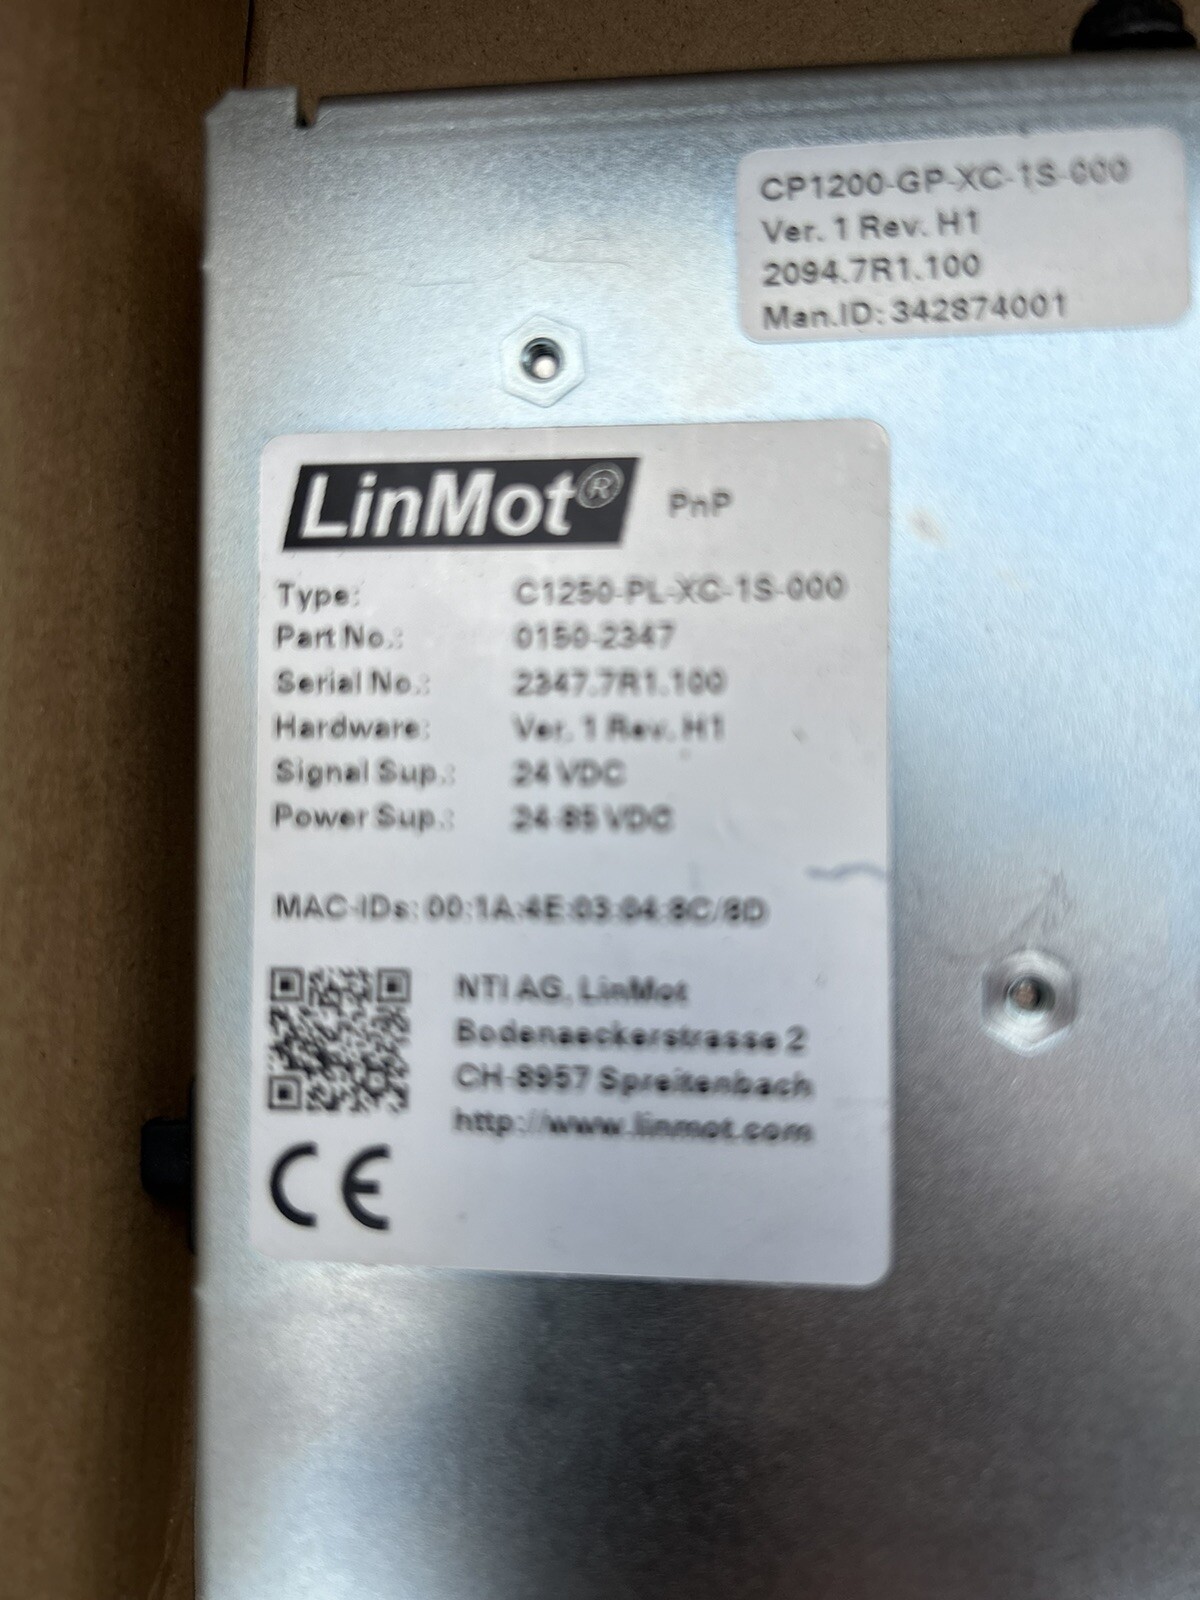 CP1200-GP-XC-1S-000
Ver. 1 Rev. H1
2094.7R1.100
Man.ID: 342874001
LinMot® PnP
Type: C1250-PL-XC-1S-000
Part No.: 0150-2347
Serial No.: 2347.7R1.100
Hardware: Ver. 1 Rev. H1
Signal Sup.: 24 VDC
Power Sup.: 24-85 VDC
MAC-IDs: 00:1A:4E:03:04:8C/8D
NTI AG, LinMot
Bodenaeckerstrasse 2
CH-8957 Spreitenbach
http://www.linmot.com
CE